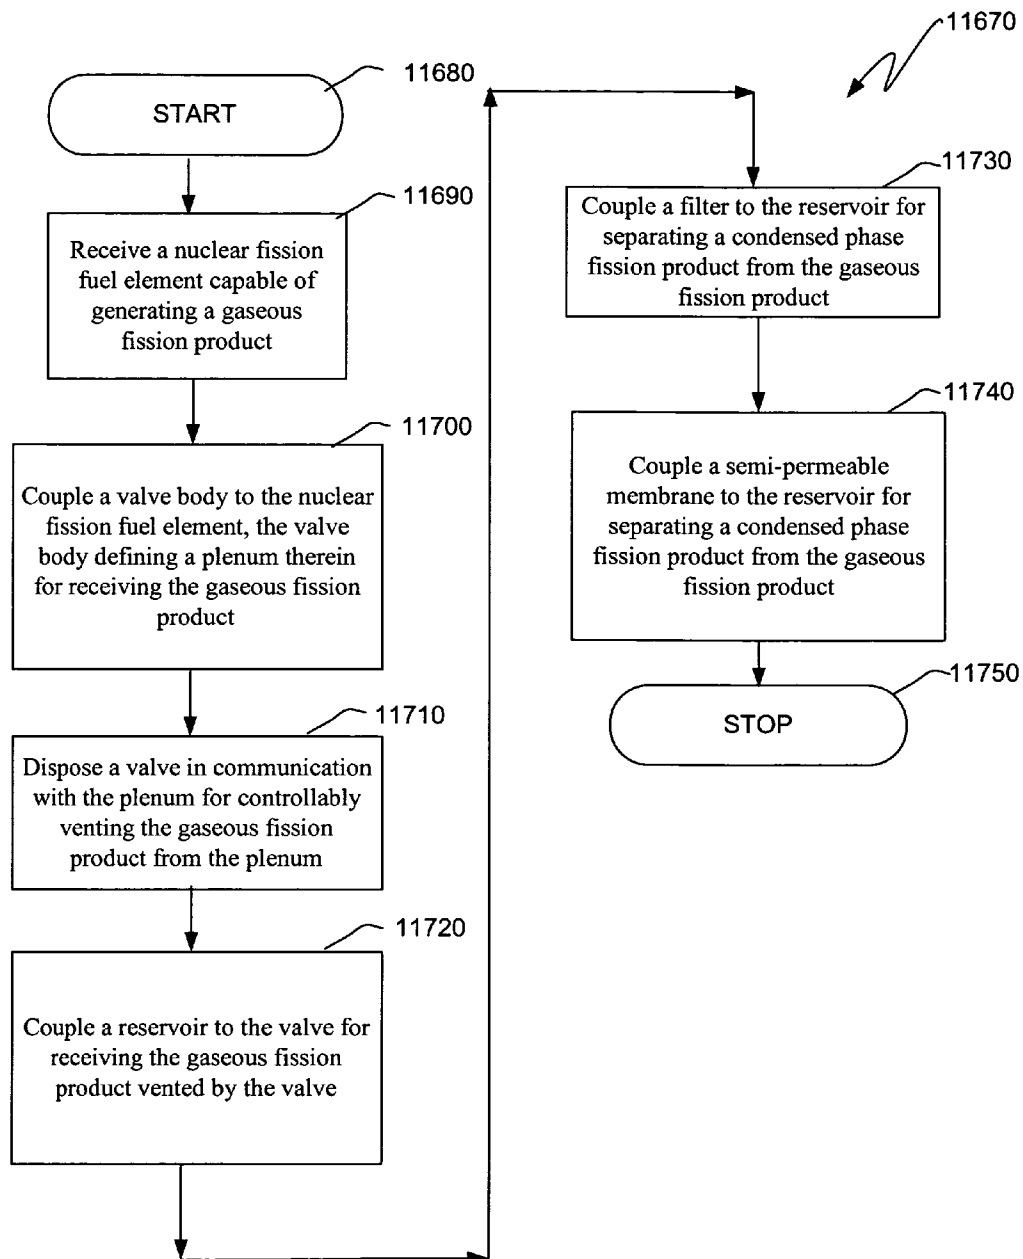 11670
11680
START
11690
Receive a nuclear fission
fuel element capable of
generating a gaseous
fission product
11700
Couple a valve body to the nuclear
fission fuel element, the valve
body defining a plenum therein
for receiving the gaseous fission
product
11710
Dispose a valve in communication
with the plenum for controllably
venting the gaseous fission
product from the plenum
11720
Couple a reservoir to the valve for
receiving the gaseous fission
product vented by the valve
11730
Couple a filter to the reservoir for
separating a condensed phase
fission product from the gaseous
fission product
11740
Couple a semi-permeable
membrane to the reservoir for
separating a condensed phase
fission product from the gaseous
fission product
11750
STOP